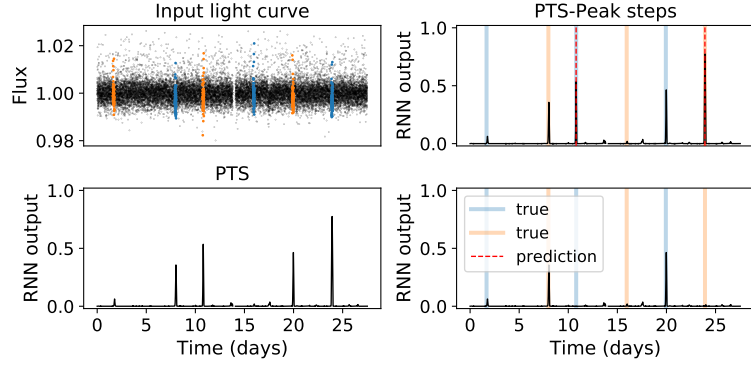 Input light curve
Flux
1.02
1.00
0.98
PTS-Peak steps
RNN output
1.0
0.5
0.0
PTS
RNN output
1.0
0.5
0.0
0 5 10 15 20 25
Time (days)
RNN output
1.0
0.5
0.0
true
true
prediction
0 5 10 15 20 25
Time (days)